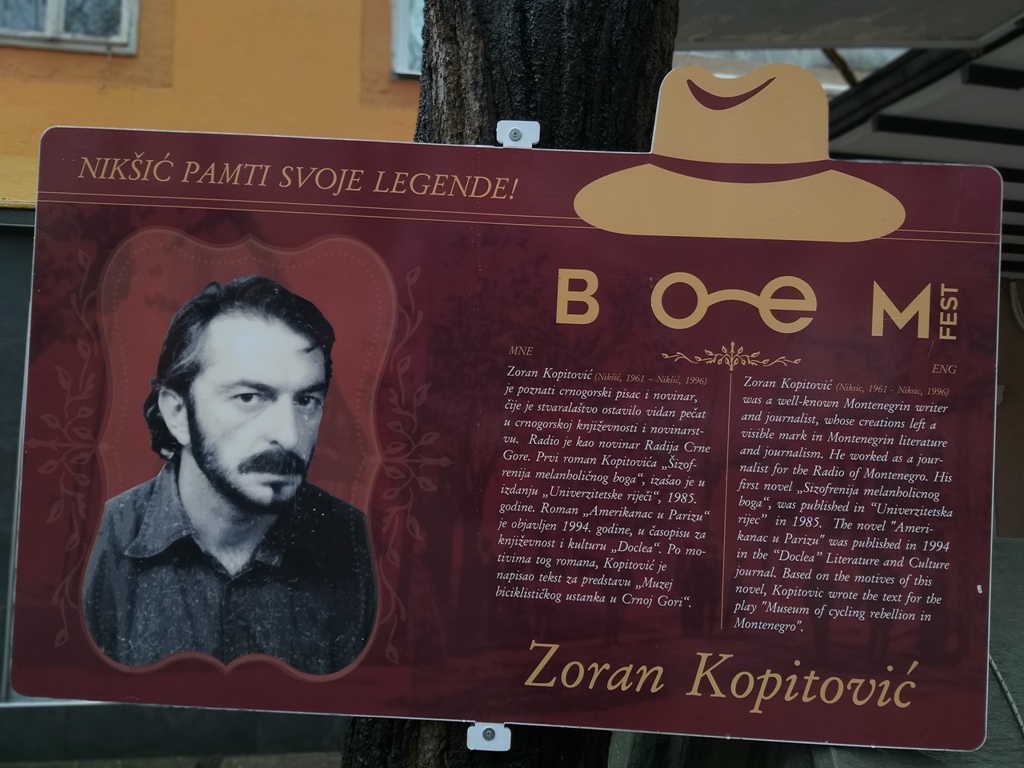 NIKŠIĆ PAMTI SVOJE LEGENDE!
BOEM FEST
MNE
Zoran Kopitović (Nikšić, 1961 – Nikšić, 1996)
je poznati crnogorski pisac i novinar,
čije je stvaralaštvo ostavilo vidan pečat
u crnogorskoj književnosti i novinarst-
vu. Radio je kao novinar Radija Crne
Gore. Prvi roman Kopitovića „Šizof-
renija melanholičnog boga“, izašao je u
izdanju „Univerzitetske riječi“, 1985.
godine. Roman „Amerikanac u Parizu“
je objavljen 1994. godine, u časopisu za
književnost i kulturu „Doclea“. Po mo-
tivima tog romana, Kopitović je
napisao tekst za predstavu „Muzej
biciklističkog ustanka u Crnoj Gori“.
ENG
Zoran Kopitović (Niksic, 1961 - Niksic, 1996)
was a well-known Montenegrin writer
and journalist, whose creations left a
visible mark in Montenegrin literature
and journalism. He worked as a jour-
nalist for the Radio of Montenegro. His
first novel „Sizofrenija melanholicnog
boga“, was published in “Univerzitetska
rijec” in 1985. The novel "Ameri-
kanac u Parizu" was published in 1994
in the “Doclea” Literature and Culture
journal. Based on the motives of this
novel, Kopitovic wrote the text for the
play "Museum of cycling rebellion in
Montenegro".
Zoran Kopitović